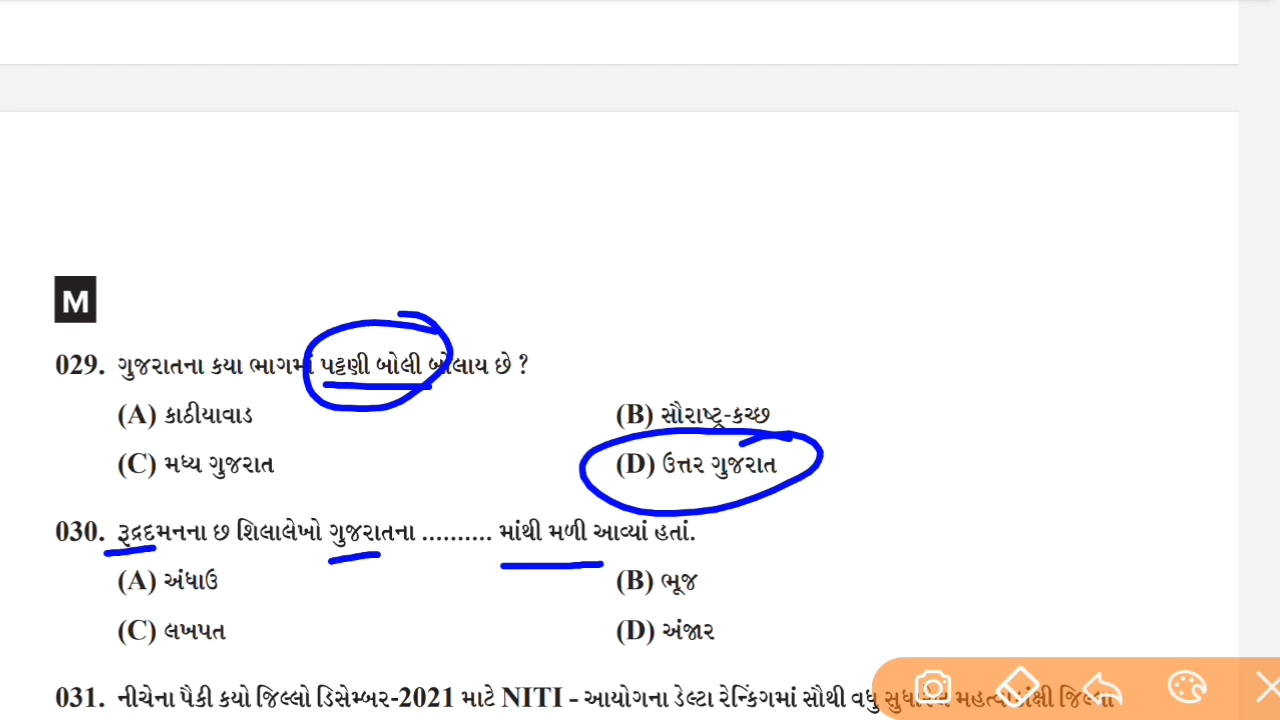 M
029. ગુજરાતના કયા ભાગમાં પટ્ટણી બોલી બોલાય છે ?
(A) કાઠીયાવાડ (B) સૌરાષ્ટ્ર-કચ્છ
(C) મધ્ય ગુજરાત (D) ઉત્તર ગુજરાત
030. રૂદ્રદમનના છ શિલાલેખો ગુજરાતના .......... માંથી મળી આવ્યાં હતાં.
(A) અંધાઉ (B) ભૂજ
(C) લખપત (D) અંજાર
031. નીચેના પૈકી કયો જિલ્લો ડિસેમ્બર-2021 માટે NITI - આયોગના ડેલ્ટા રેન્કિંગમાં સૌથી વધુ સુધારેલ મહત્વાકાંક્ષી જિલ્લા